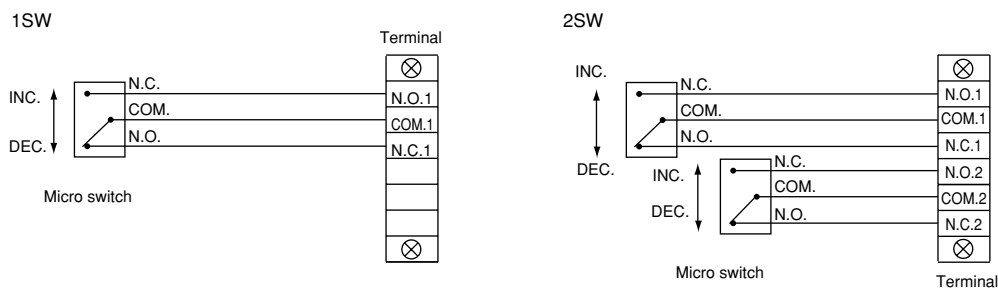 1SW
Terminal
INC.
DEC.
N.C.
COM.
N.O.
N.O.1
COM.1
N.C.1
Micro switch
2SW
INC.
DEC.
N.C.
COM.
N.O.
INC.
DEC.
N.C.
COM.
N.O.
N.O.1
COM.1
N.C.1
N.O.2
COM.2
N.C.2
Micro switch
Terminal